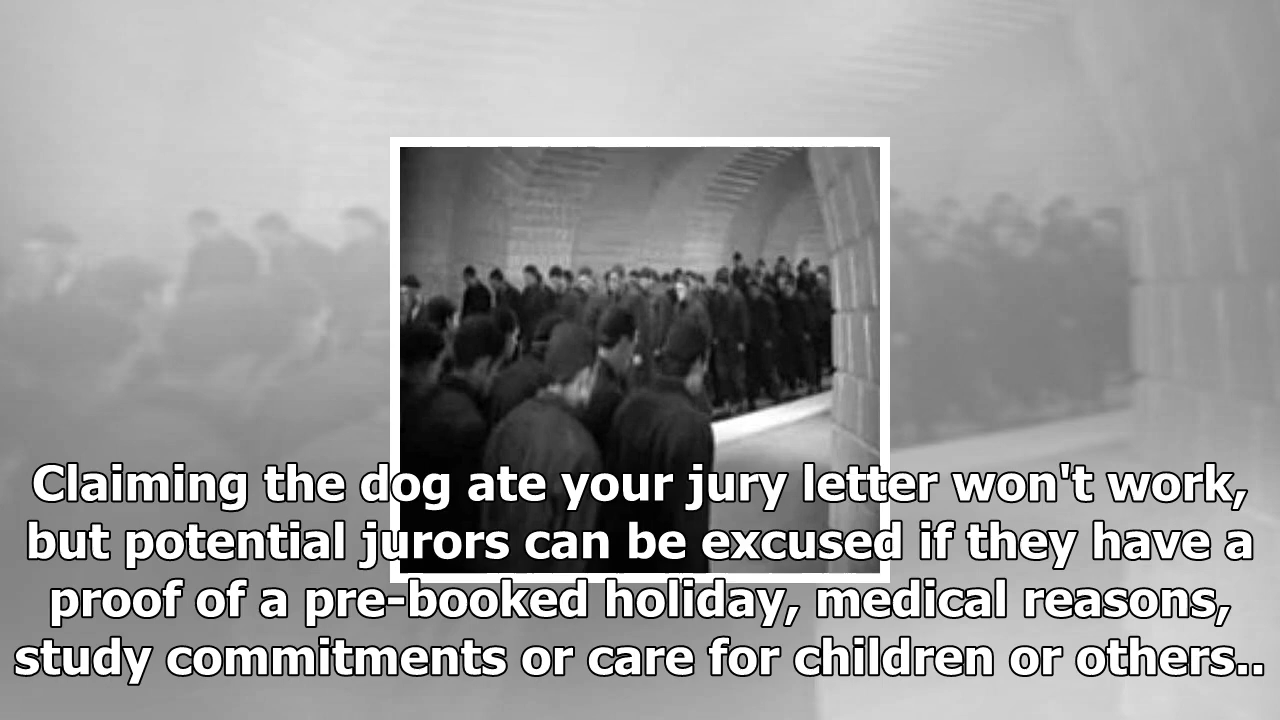 Claiming the dog ate your jury letter won't work,
but potential jurors can be excused if they have a
proof of a pre-booked holiday, medical reasons,
study commitments or care for children or others..